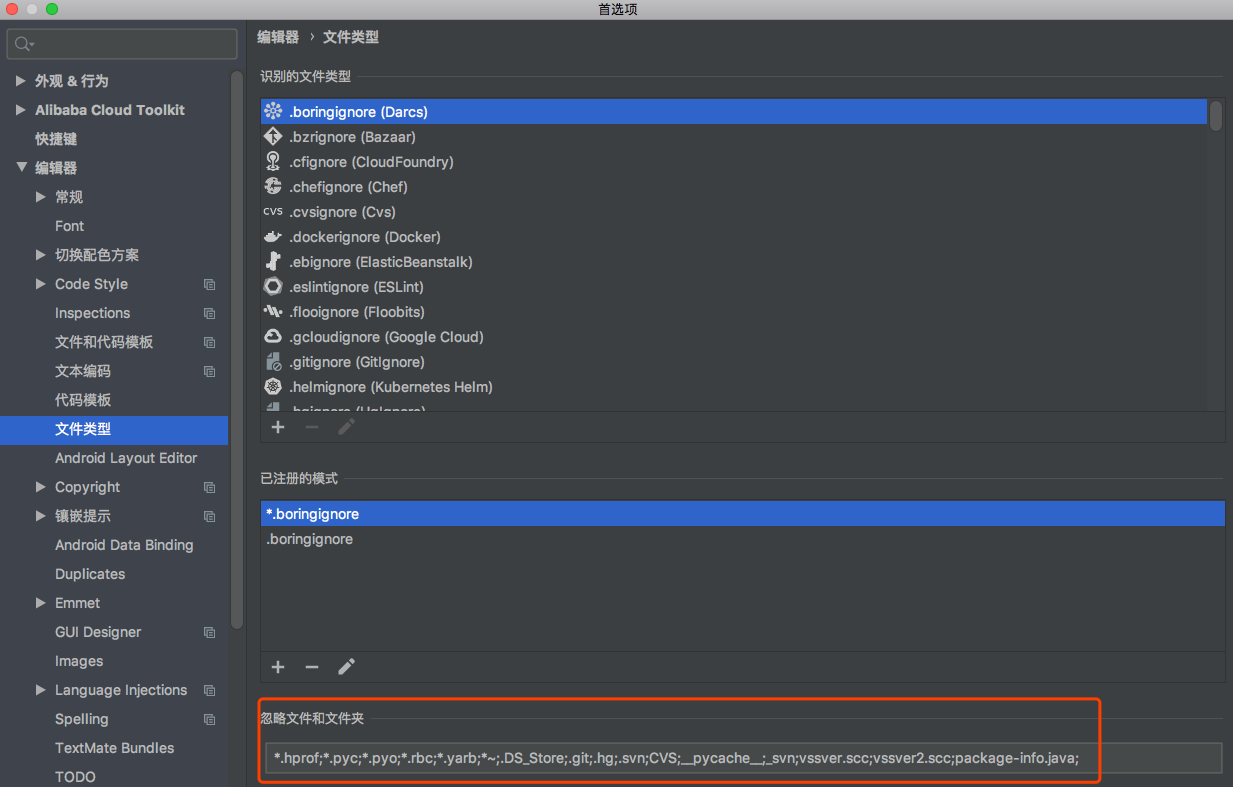 首选项
外观 & 行为
Alibaba Cloud Toolkit
快捷键
编辑器
常规
Font
切换配色方案
Code Style
Inspections
文件和代码模板
文本编码
代码模板
文件类型
Android Layout Editor
Copyright
镶嵌提示
Android Data Binding
Duplicates
Emmet
GUI Designer
Images
Language Injections
Spelling
TextMate Bundles
TODO
编辑器 › 文件类型
识别的文件类型
.boringignore (Darcs)
.bzrignore (Bazaar)
.cfignore (CloudFoundry)
.chefignore (Chef)
CVS .cvsignore (Cvs)
.dockerignore (Docker)
.ebignore (ElasticBeanstalk)
.eslintignore (ESLint)
.flooignore (Floobits)
.gcloudignore (Google Cloud)
.gitignore (GitIgnore)
.helmignore (Kubernetes Helm)
.hgignore (HgIgnore)
已注册的模式
*.boringignore
.boringignore
忽略文件和文件夹
*.hprof;*.pyc;*.pyo;*.rbc;*.yarb;*~;.DS_Store;.git;.hg;.svn;CVS;__pycache__;_svn;vssver.scc;vssver2.scc;package-info.java;